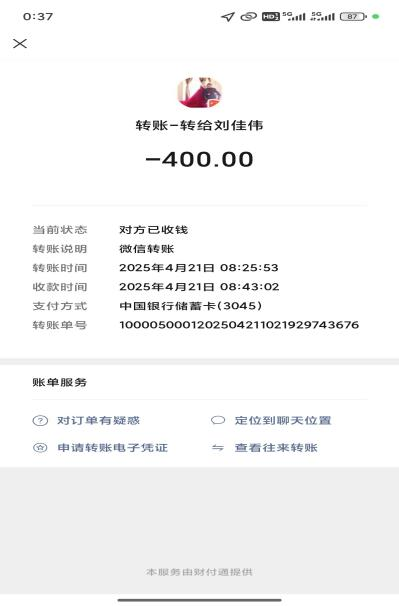 0:37
HD 5G 5G 87
转账-转给刘佳伟
-400.00
当前状态 对方已收钱
转账说明 微信转账
转账时间 2025年4月21日 08:25:53
收款时间 2025年4月21日 08:43:02
支付方式 中国银行储蓄卡(3045)
转账单号 1000050001202504211021929743676
账单服务
对订单有疑惑 定位到聊天位置
申请转账电子凭证 查看往来转账
本服务由财付通提供